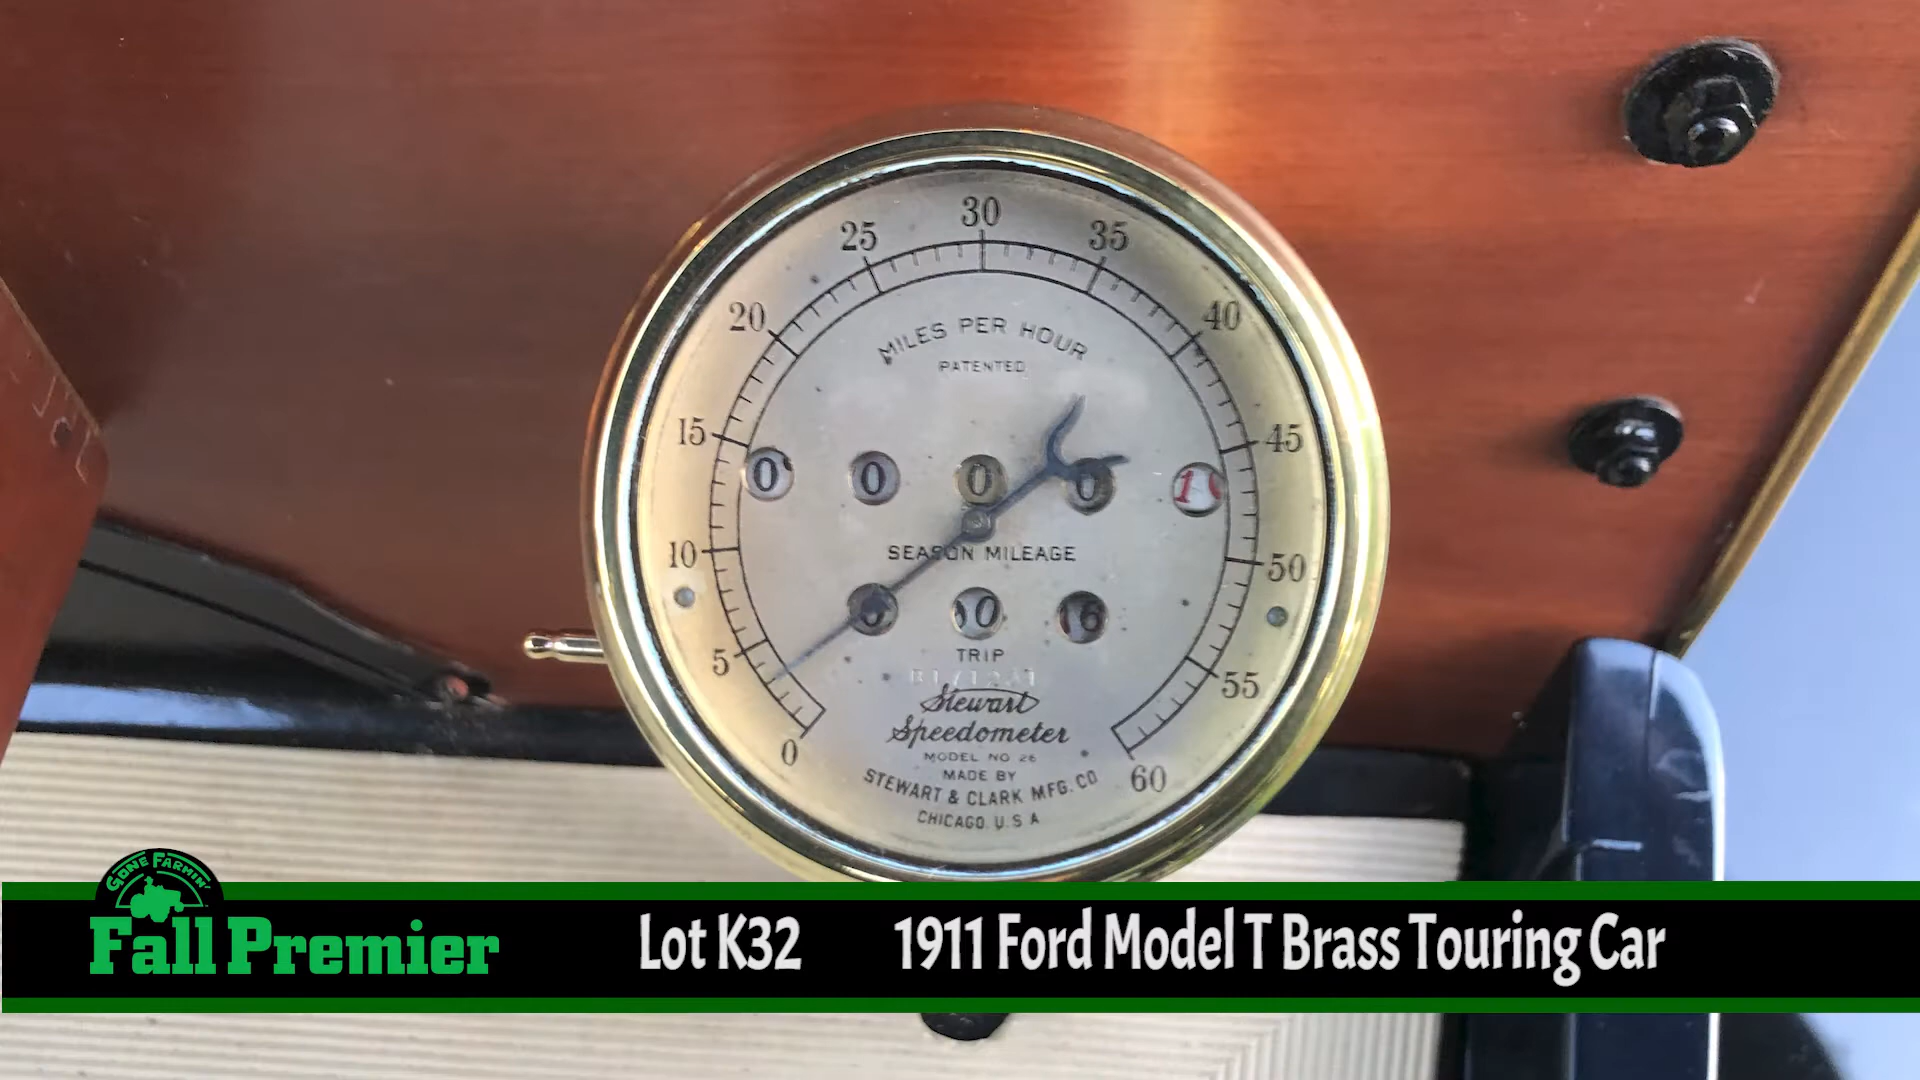 30
25 35
20 40
MILES PER HOUR
PATENTED
15 45
0 0 0 0 1
SEASON MILEAGE
10 50
0 6
TRIP
5 55
Stewart
Speedometer
MODEL NO 26
0 60
MADE BY
STEWART & CLARK MFG. CO
CHICAGO. U.S A
GONE FARMIN'
Fall Premier
Lot K32 1911 Ford Model T Brass Touring Car